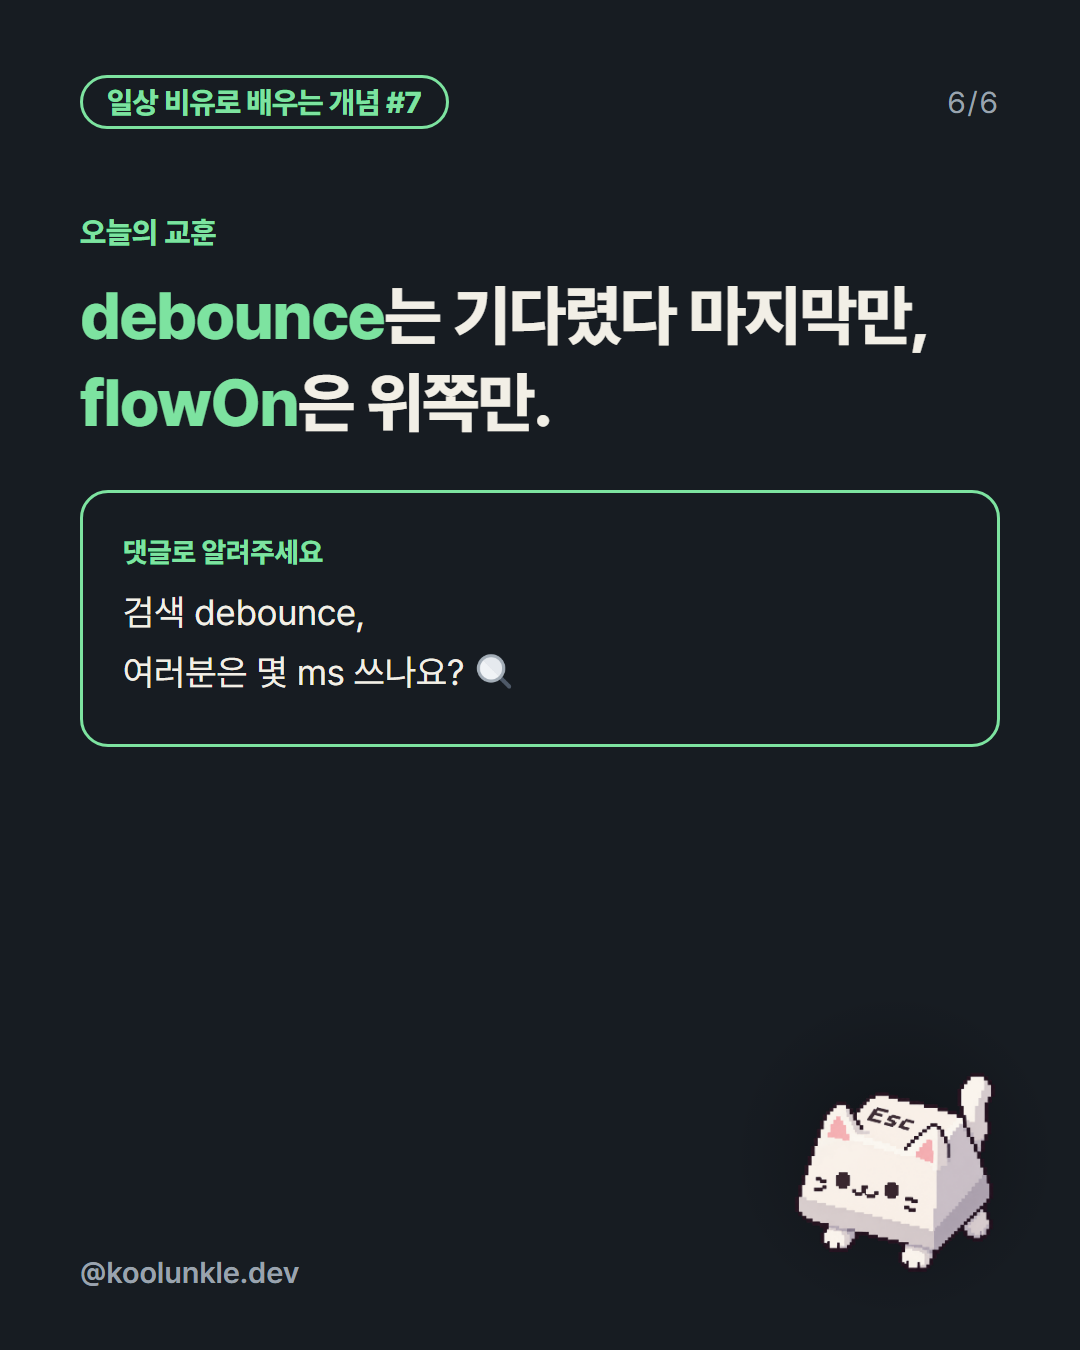 일상 비유로 배우는 개념 #7
6/6
오늘의 교훈
debounce는 기다렸다 마지막만,
flowOn은 위쪽만.
댓글로 알려주세요
검색 debounce,
여러분은 몇 ms 쓰나요? 🔍
Esc
@koolunkle.dev